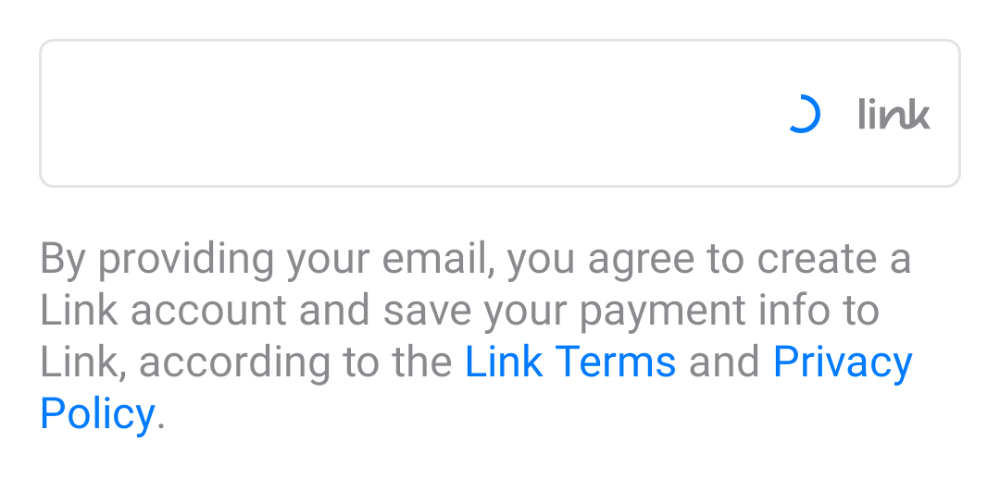 link
By providing your email, you agree to create a
Link account and save your payment info to
Link, according to the Link Terms and Privacy
Policy.